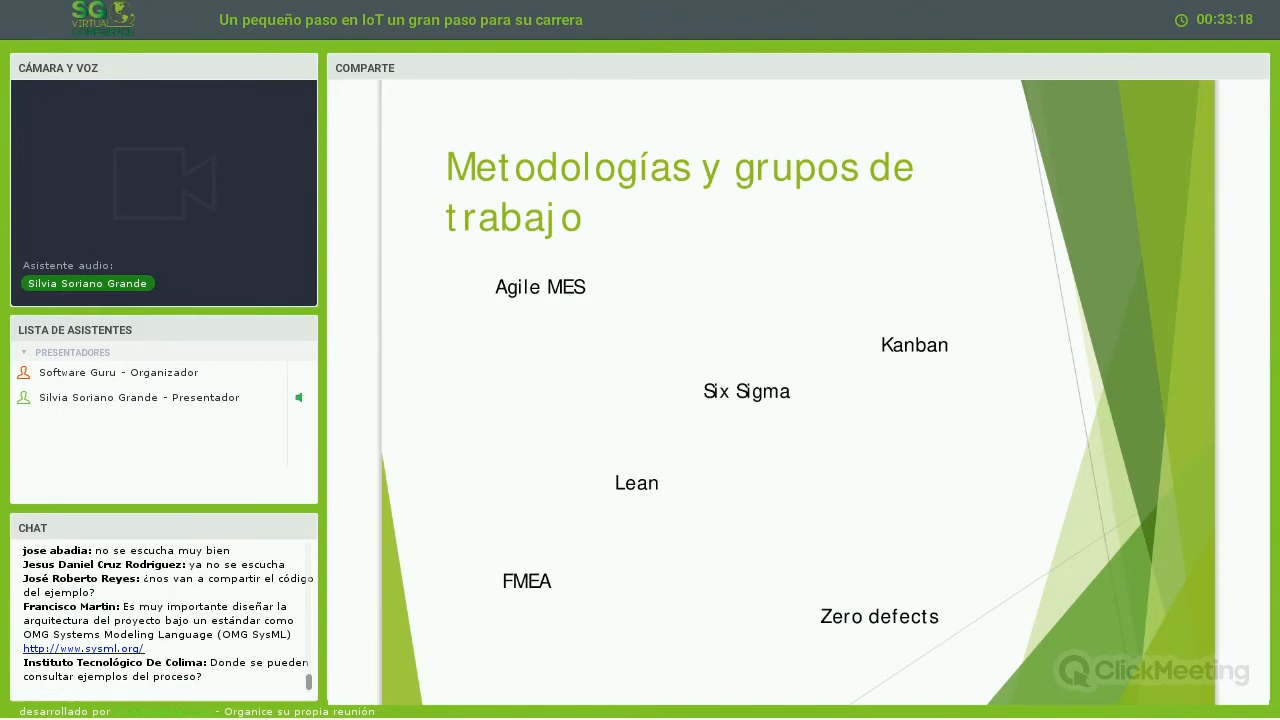 SG
VIRTUAL
Un pequeño paso en IoT un gran paso para su carrera
00:33:18
CÁMARA Y VOZ
Asistente audio:
Silvia Soriano Grande
LISTA DE ASISTENTES
PRESENTADORES
Software Guru - Organizador
Silvia Soriano Grande - Presentador
CHAT
jose abadia: no se escucha muy bien
Jesus Daniel Cruz Rodriguez: ya no se escucha
José Roberto Reyes: ¿nos van a compartir el código
del ejemplo?
Francisco Martin: Es muy importante diseñar la
arquitectura del proyecto bajo un estándar como
OMG Systems Modeling Language (OMG SysML)
http://www.sysml.org/
Instituto Tecnológico De Colima: Donde se pueden
consultar ejemplos del proceso?
COMPARTE
Metodologías y grupos de
trabajo
Agile MES
Kanban
Six Sigma
Lean
FMEA
Zero defects
ClickMeeting
desarrollado por
- Organice su propia reunión